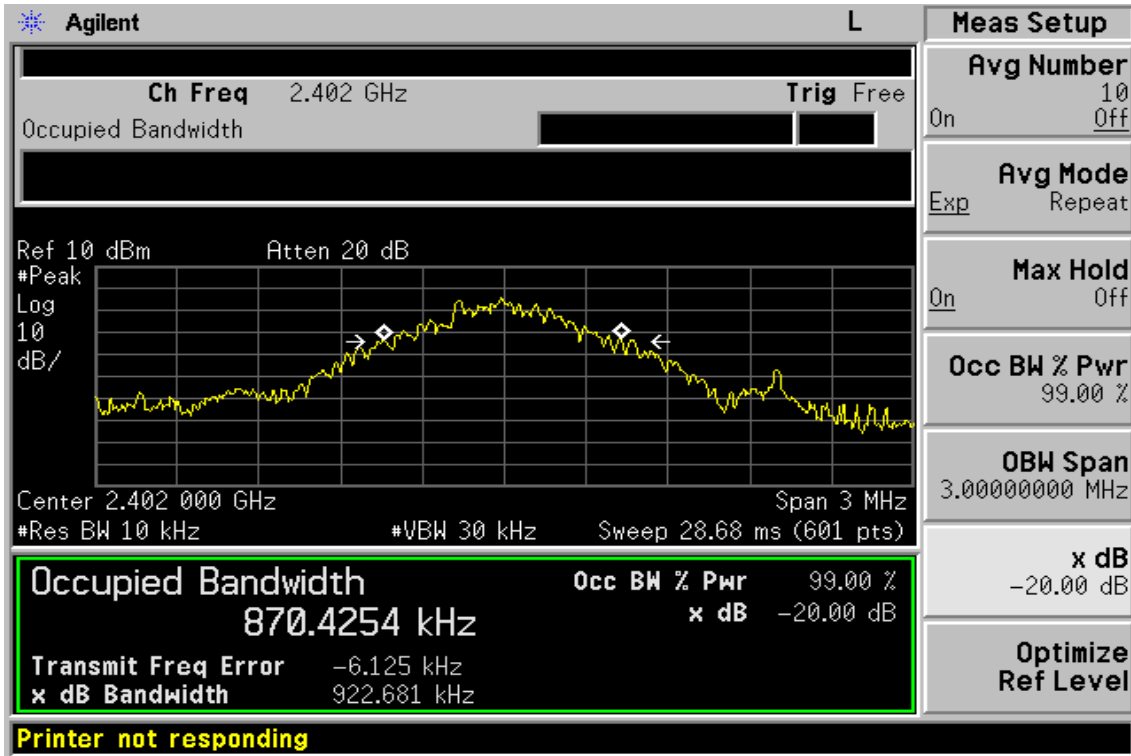 Agilent L
Ch Freq 2.402 GHz Trig Free
Occupied Bandwidth
Ref 10 dBm Atten 20 dB
#Peak
Log
10
dB/
Center 2.402 000 GHz Span 3 MHz
#Res BW 10 kHz #VBW 30 kHz Sweep 28.68 ms (601 pts)
Occupied Bandwidth
870.4254 kHz
Occ BW % Pwr 99.00 %
x dB -20.00 dB
Transmit Freq Error -6.125 kHz
x dB Bandwidth 922.681 kHz
Printer not responding
Meas Setup
Avg Number
10
On Off
Avg Mode
Exp Repeat
Max Hold
On Off
Occ BW % Pwr
99.00 %
OBW Span
3.00000000 MHz
x dB
-20.00 dB
Optimize
Ref Level